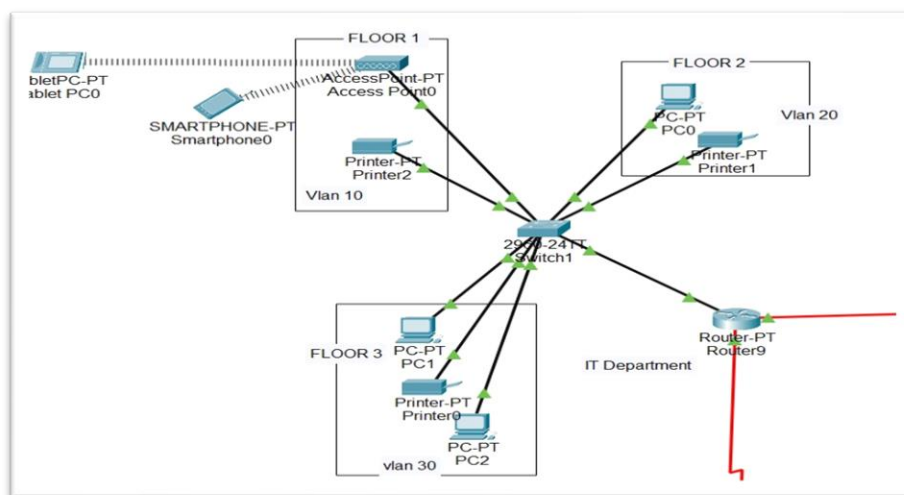 FLOOR 1
bletPC-PT
ablet PC0
AccessPoint-PT
Access Point0
SMARTPHONE-PT
Smartphone0
Printer-PT
Printer2
Vlan 10
FLOOR 2
PC-PT
PC0
Vlan 20
Printer-PT
Printer1
2960-24TT
Switch1
FLOOR 3
PC-PT
PC1
Printer-PT
Printer0
PC-PT
PC2
vlan 30
Router-PT
Router9
IT Department